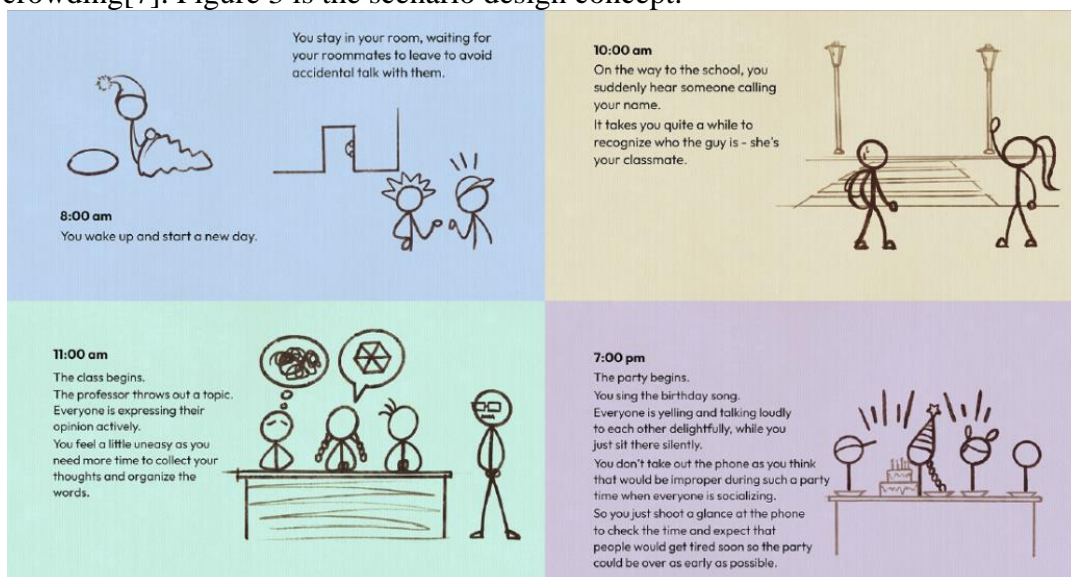 crowding[7]. Figure 3 is the scenario design concept.
You stay in your room, waiting for
your roommates to leave to avoid
accidental talk with them.
8:00 am
You wake up and start a new day.
10:00 am
On the way to the school, you
suddenly hear someone calling
your name.
It takes you quite a while to
recognize who the guy is - she's
your classmate.
11:00 am
The class begins.
The professor throws out a topic.
Everyone is expressing their
opinion actively.
You feel a little uneasy as you
need more time to collect your
thoughts and organize the
words.
7:00 pm
The party begins.
You sing the birthday song.
Everyone is yelling and talking loudly
to each other delightfully, while you
just sit there silently.
You don't take out the phone as you think
that would be improper during such a party
time when everyone is socializing.
So you just shoot a glance at the phone
to check the time and expect that
people would get tired soon so the party
could be over as early as possible.